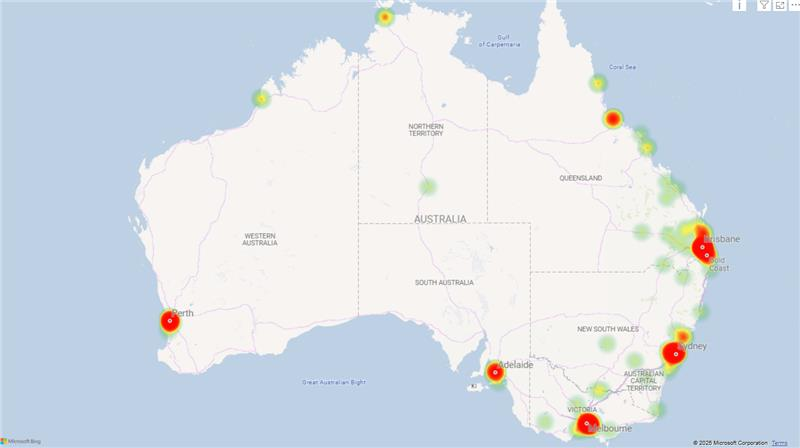 Gulf
of Carpentaria
Coral Sea
NORTHERN
TERRITORY
QUEENSLAND
AUSTRALIA
WESTERN
AUSTRALIA
Brisbane
Gold
Coast
SOUTH AUSTRALIA
Perth
NEW SOUTH WALES
Sydney
Adelaide
AUSTRALIAN
CAPITAL
TERRITORY
Great Australian Bight
KI
VICTORIA
Melbourne
Microsoft Bing
© 2025 Microsoft Corporation Terms